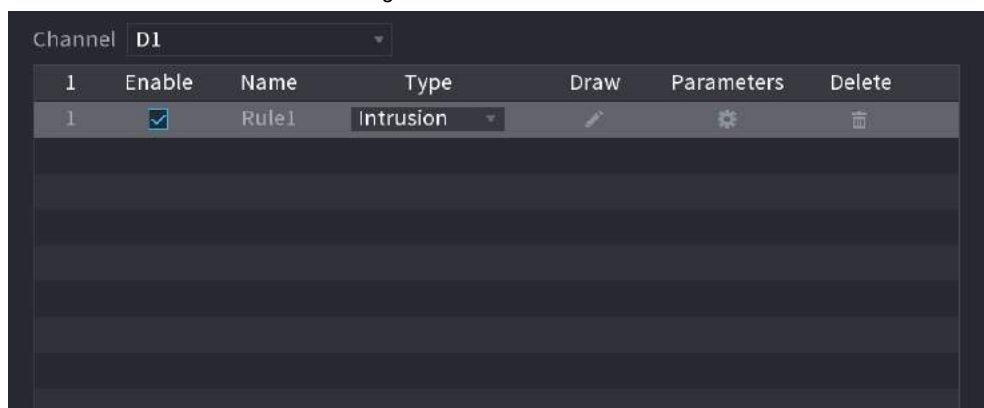 Channel D1
1 Enable Name Type Draw Parameters Delete
1 Rule1 Intrusion